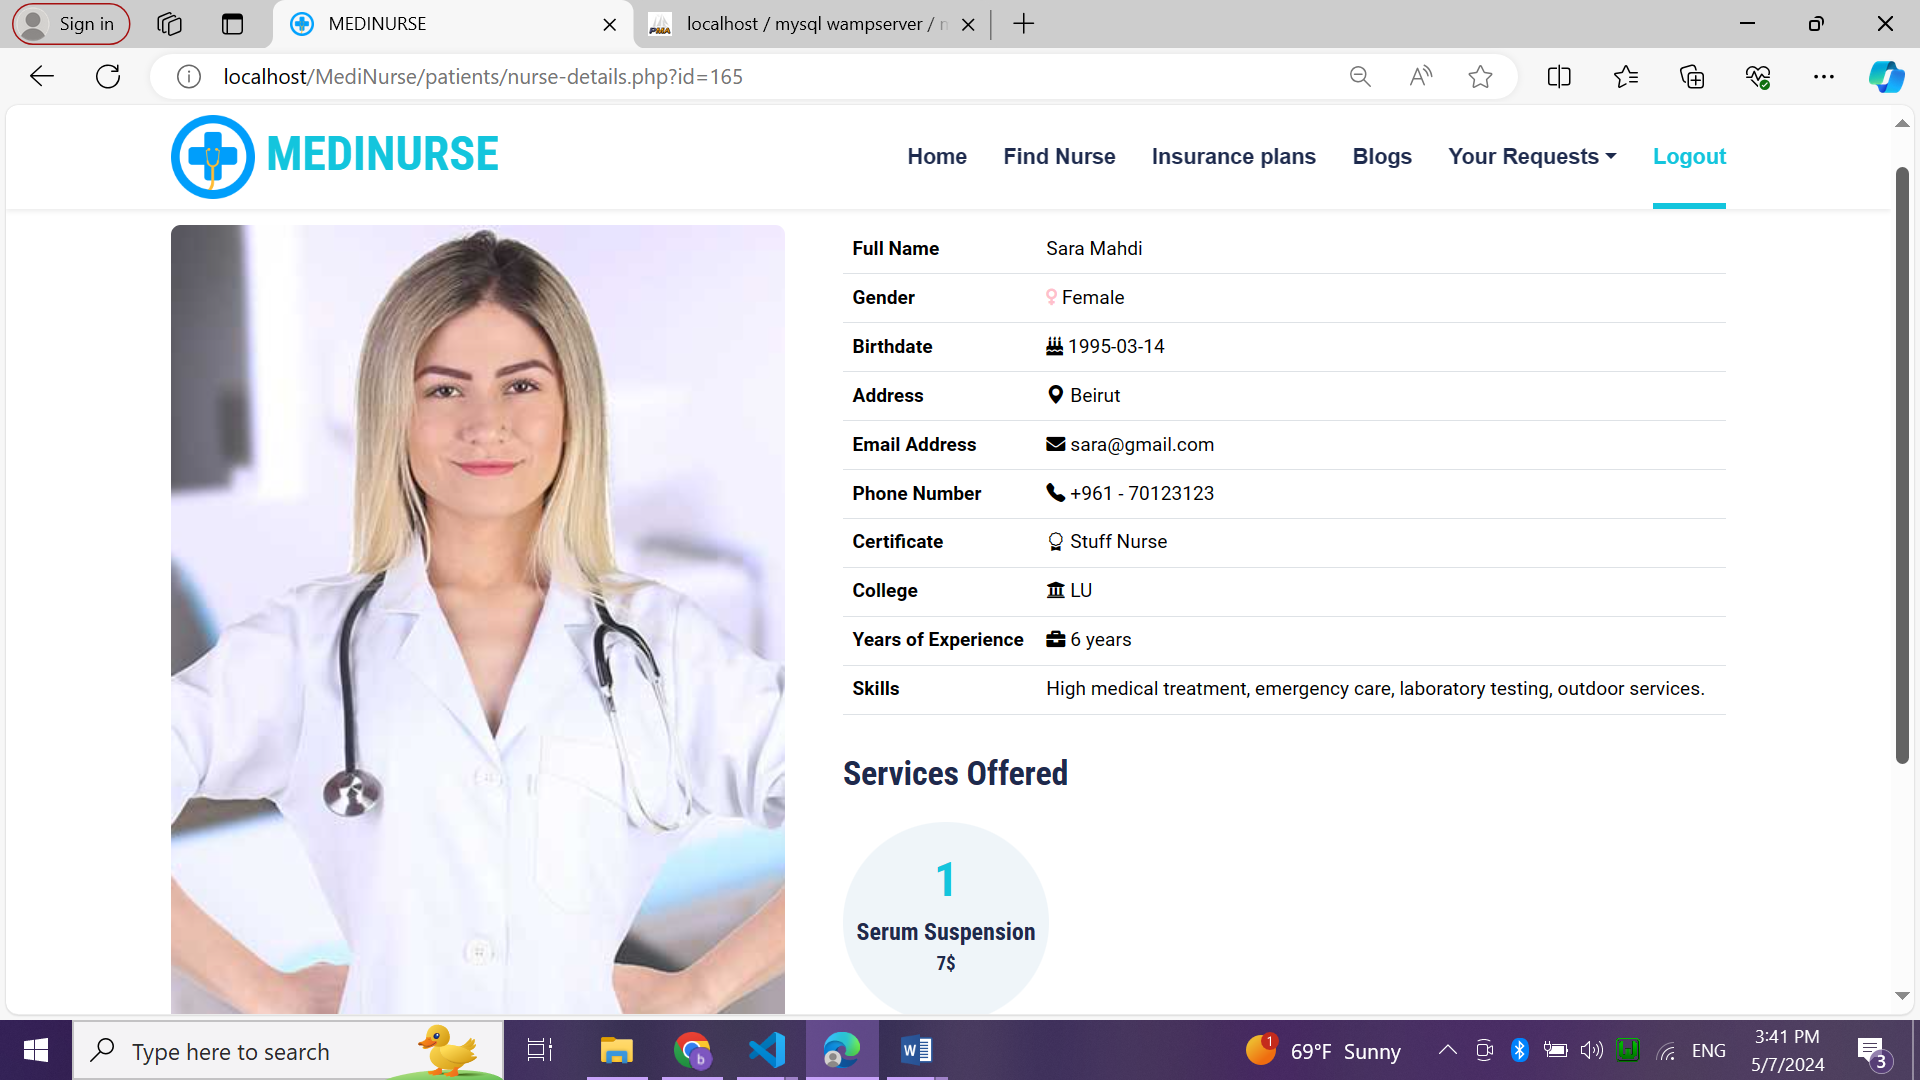 Sign in
MEDINURSE
localhost / mysql wampserver /
localhost/MediNurse/patients/nurse-details.php?id=165
MEDINURSE
Home Find Nurse Insurance plans Blogs Your Requests Logout
Full Name Sara Mahdi
Gender Female
Birthdate 1995-03-14
Address Beirut
Email Address sara@gmail.com
Phone Number +961 - 70123123
Certificate Stuff Nurse
College LU
Years of Experience 6 years
Skills High medical treatment, emergency care, laboratory testing, outdoor services.
Services Offered
1
Serum Suspension
7$
Type here to search
1
69°F Sunny
ENG
3:41 PM
5/7/2024
3